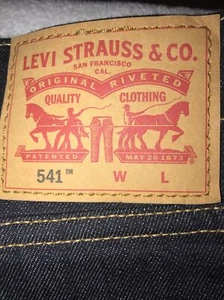 LEVI STRAUSS & CO.
SAN FRANCISCO
CAL.
ORIGINAL RIVETED
QUALITY CLOTHING
PATENTED MAY 20 1873
541™ W L